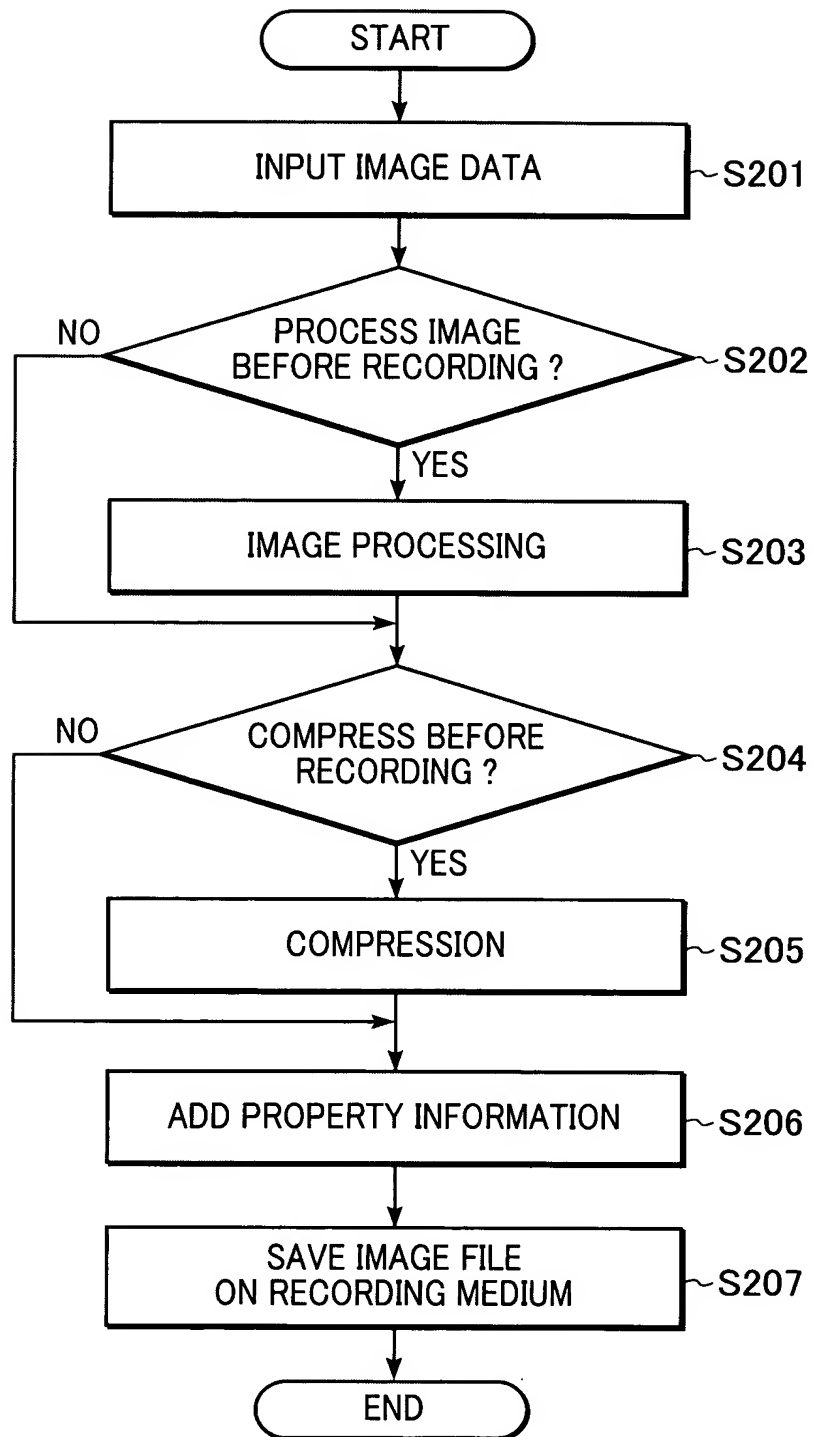 START
INPUT IMAGE DATA
S201
PROCESS IMAGE
BEFORE RECORDING ?
NO
S202
YES
IMAGE PROCESSING
S203
COMPRESS BEFORE
RECORDING ?
NO
S204
YES
COMPRESSION
S205
ADD PROPERTY INFORMATION
S206
SAVE IMAGE FILE
ON RECORDING MEDIUM
S207
END